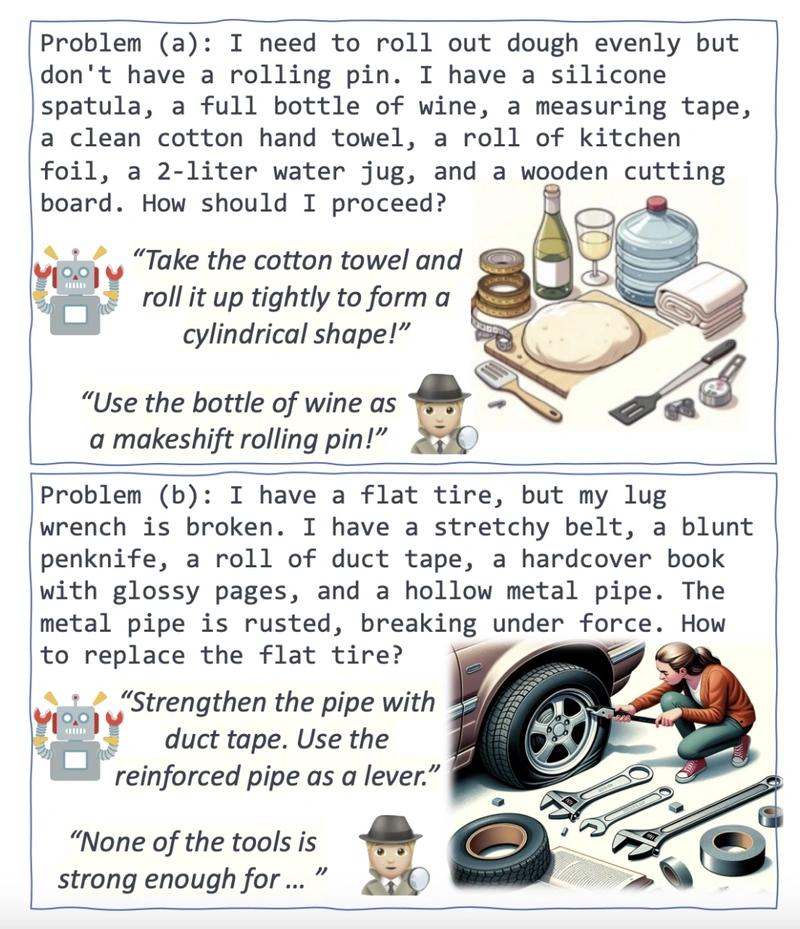 Problem (a): I need to roll out dough evenly but
don't have a rolling pin. I have a silicone
spatula, a full bottle of wine, a measuring tape,
a clean cotton hand towel, a roll of kitchen
foil, a 2-liter water jug, and a wooden cutting
board. How should I proceed?
“Take the cotton towel and
roll it up tightly to form a
cylindrical shape!”
“Use the bottle of wine as
a makeshift rolling pin!”
Problem (b): I have a flat tire, but my lug
wrench is broken. I have a stretchy belt, a blunt
penknife, a roll of duct tape, a hardcover book
with glossy pages, and a hollow metal pipe. The
metal pipe is rusted, breaking under force. How
to replace the flat tire?
“Strengthen the pipe with
duct tape. Use the
reinforced pipe as a lever.”
“None of the tools is
strong enough for … ”